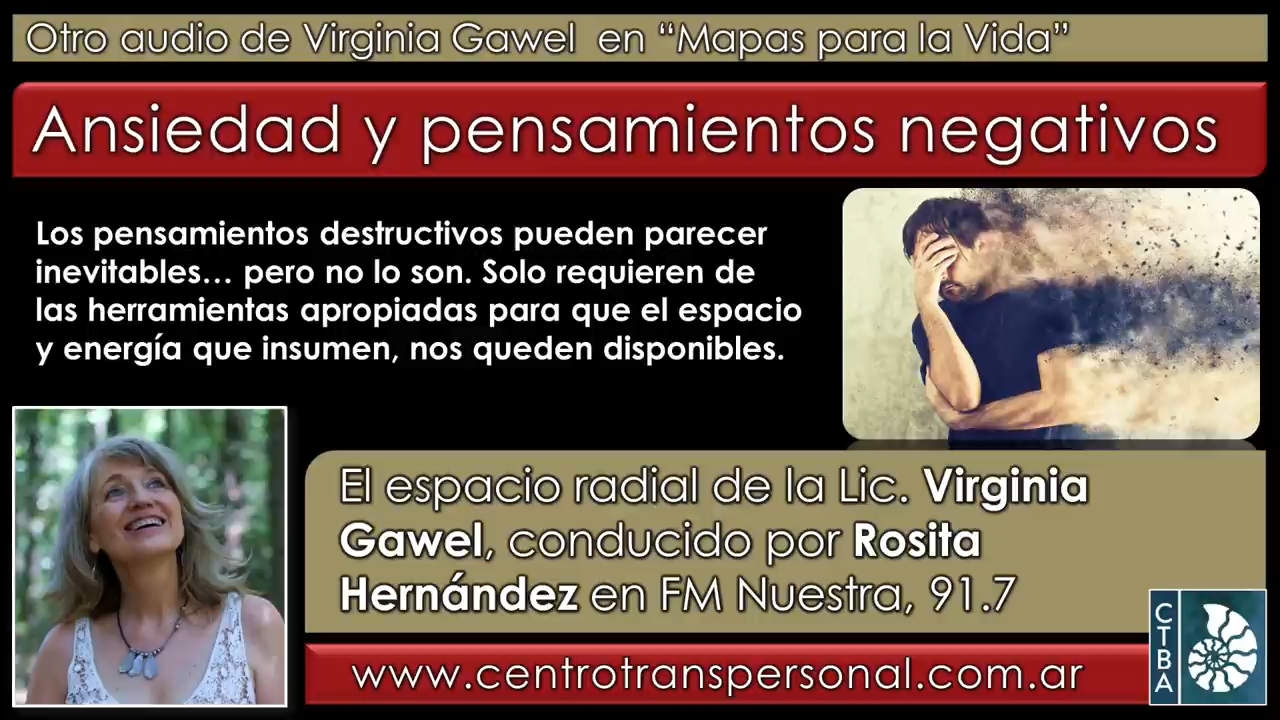 Otro audio de Virginia Gawel en “Mapas para la Vida”
Ansiedad y pensamientos negativos
Los pensamientos destructivos pueden parecer
inevitables... pero no lo son. Solo requieren de
las herramientas apropiadas para que el espacio
y energía que insumen, nos queden disponibles.
El espacio radial de la Lic. Virginia
Gawel, conducido por Rosita
Hernández en FM Nuestra, 91.7
www.centrotranspersonal.com.ar
CTBA